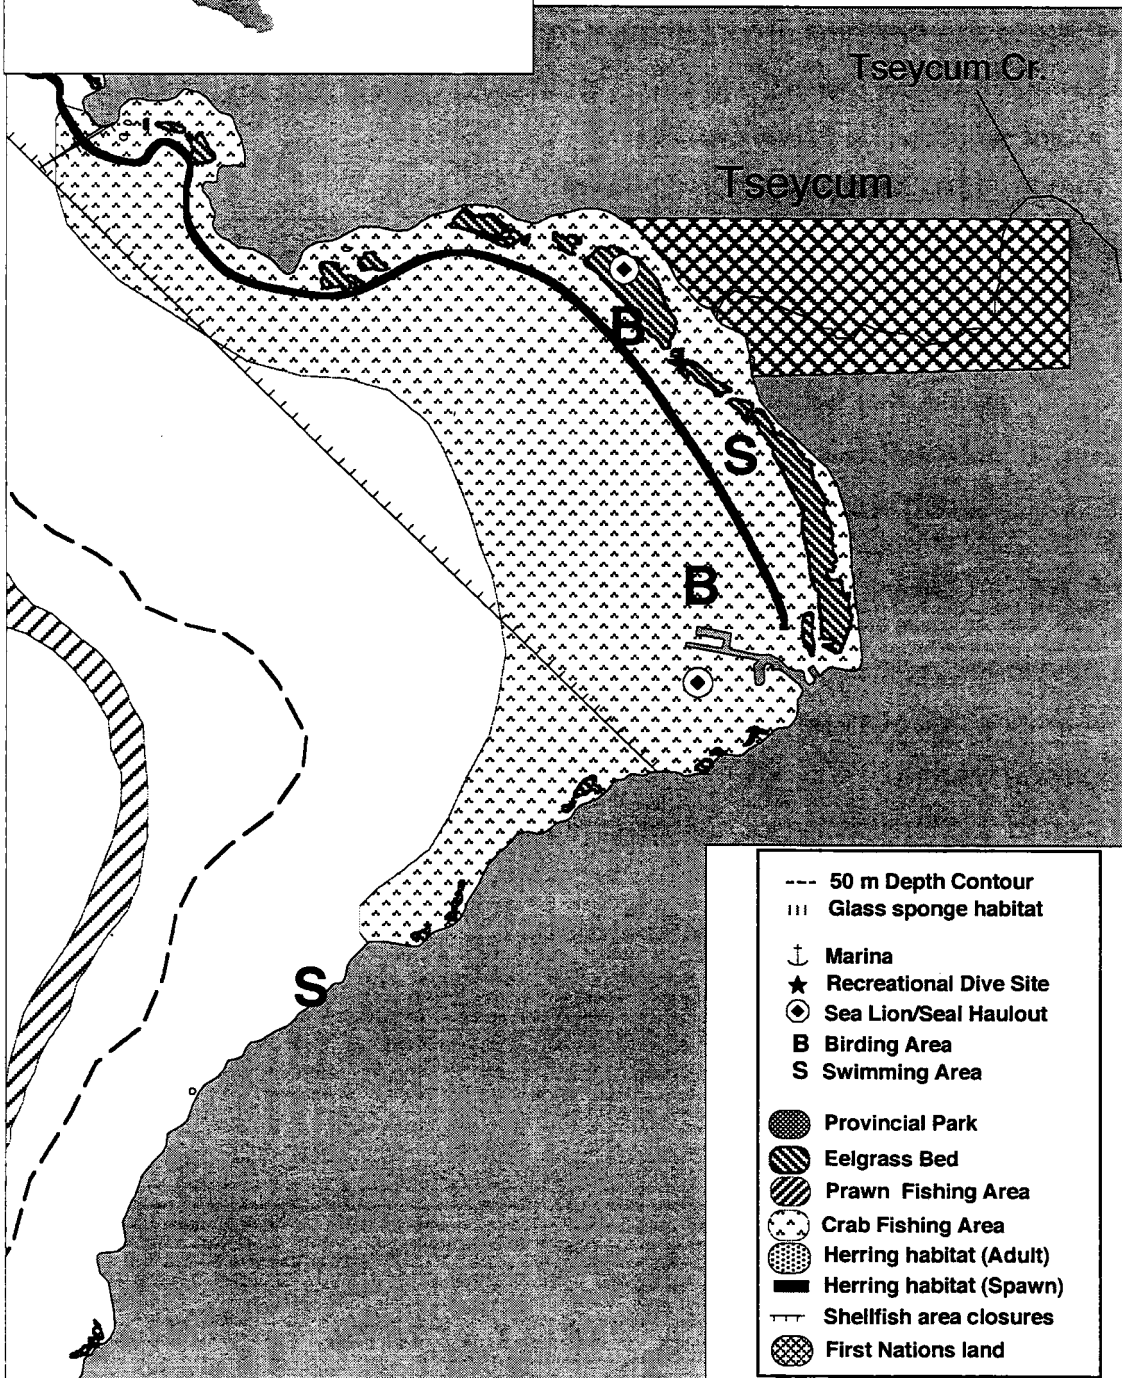 Tseycum Cr.
Tseycum
B
S
B
S
50 m Depth Contour
Glass sponge habitat
Marina
Recreational Dive Site
Sea Lion/Seal Haulout
B Birding Area
S Swimming Area
Provincial Park
Eelgrass Bed
Prawn Fishing Area
Crab Fishing Area
Herring habitat (Adult)
Herring habitat (Spawn)
Shellfish area closures
First Nations land